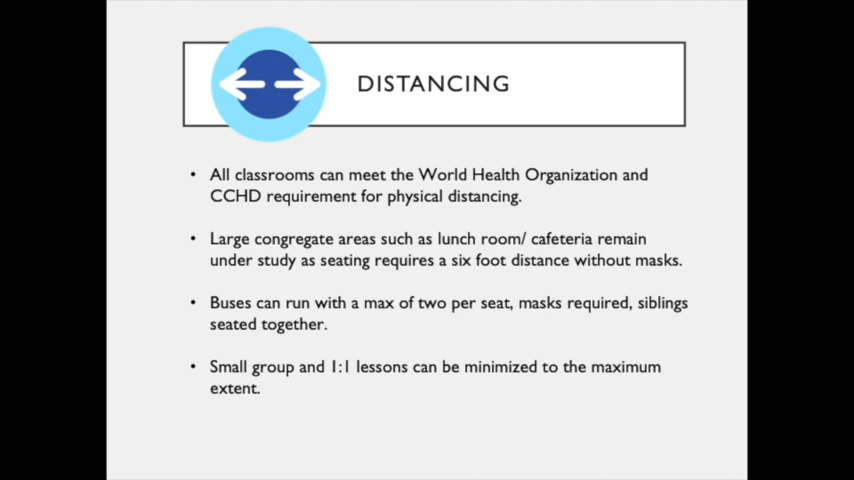 DISTANCING
• All classrooms can meet the World Health Organization and
CCHD requirement for physical distancing.
• Large congregate areas such as lunch room/ cafeteria remain
under study as seating requires a six foot distance without masks.
• Buses can run with a max of two per seat, masks required, siblings
seated together.
• Small group and 1:1 lessons can be minimized to the maximum
extent.